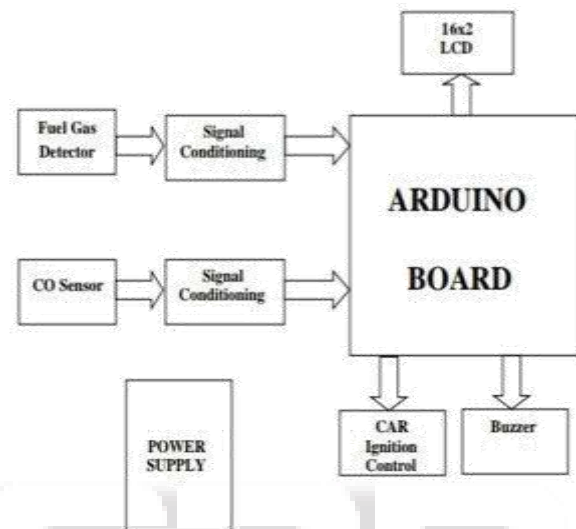 16x2
LCD
Fuel Gas
Detector
Signal
Conditioning
ARDUINO
BOARD
CO Sensor
Signal
Conditioning
CAR
Ignition
Control
Buzzer
POWER
SUPPLY